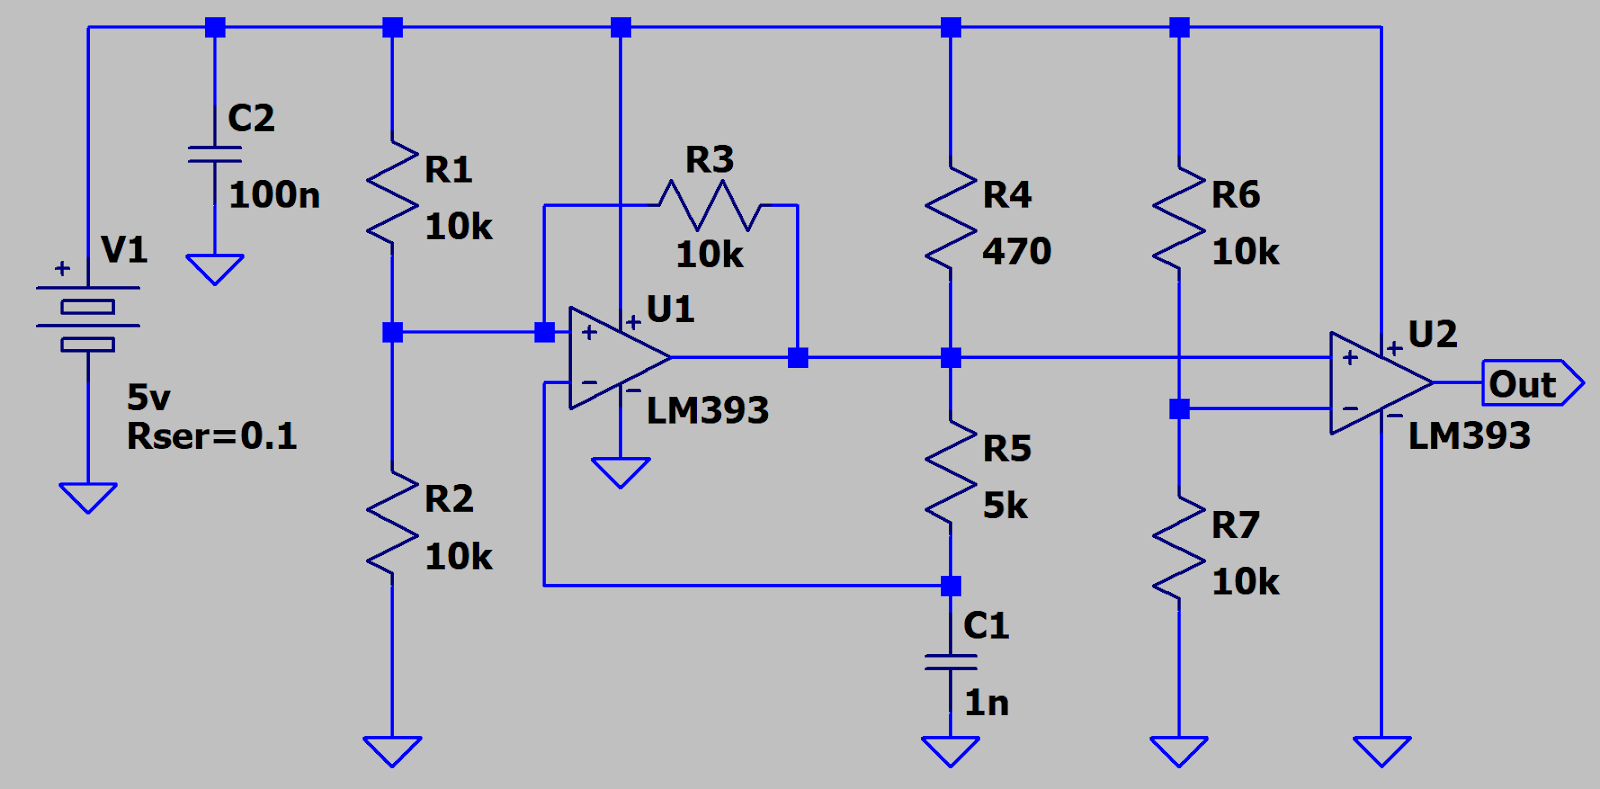 C2
100n
V1
5v
Rser=0.1
R1
10k
R2
10k
R3
10k
U1
LM393
R4
470
R5
5k
C1
1n
R6
10k
R7
10k
U2
LM393
Out